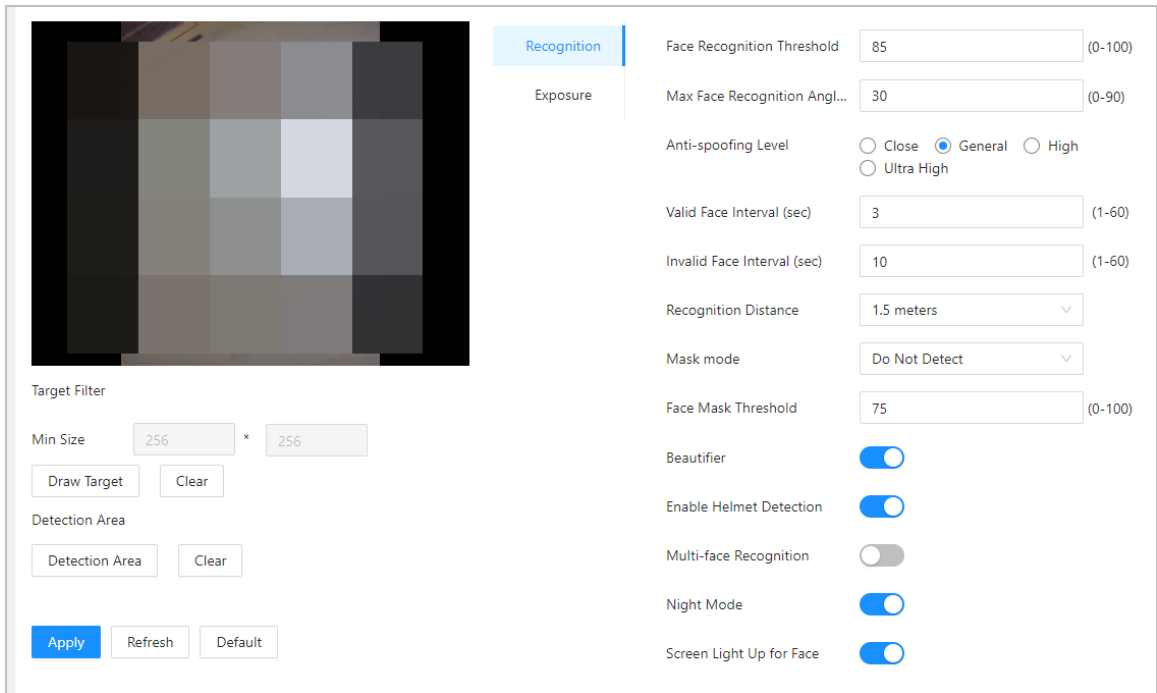 Recognition
Exposure
Face Recognition Threshold 85 (0-100)
Max Face Recognition Angl... 30 (0-90)
Anti-spoofing Level Close General High
Ultra High
Valid Face Interval (sec) 3 (1-60)
Invalid Face Interval (sec) 10 (1-60)
Recognition Distance 1.5 meters
Mask mode Do Not Detect
Face Mask Threshold 75 (0-100)
Beautifier
Enable Helmet Detection
Multi-face Recognition
Night Mode
Screen Light Up for Face
Target Filter
Min Size 256 * 256
Draw Target Clear
Detection Area
Detection Area Clear
Apply Refresh Default